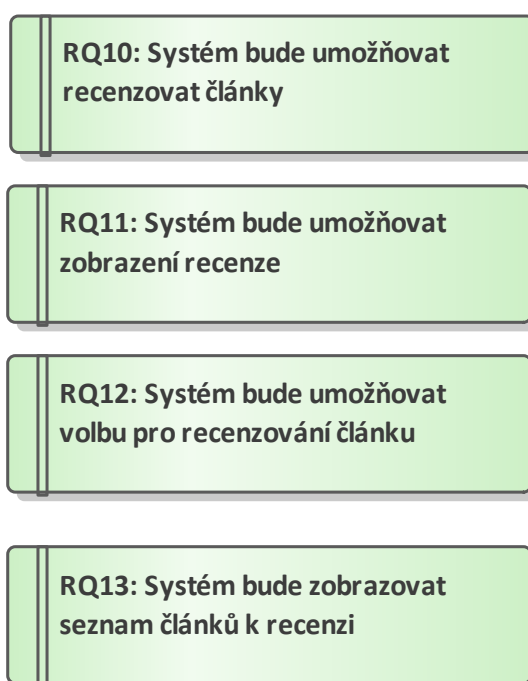 RQ10: Systém bude umožňovat
recenzovat články
RQ11: Systém bude umožňovat
zobrazení recenze
RQ12: Systém bude umožňovat
volbu pro recenzování článku
RQ13: Systém bude zobrazovat
seznam článků k recenzi